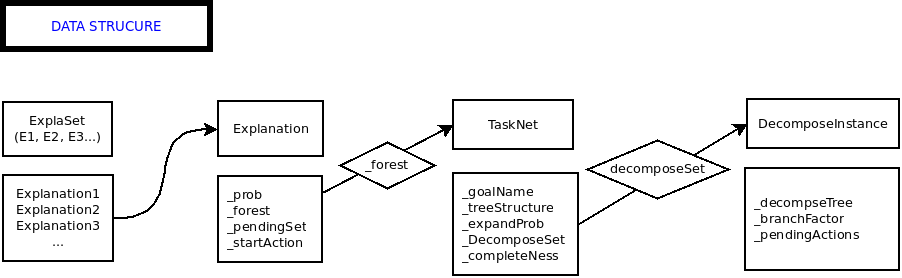 DATA STRUCURE
ExplaSet
(E1, E2, E3...)
Explanation1
Explanation2
Explanation3
...
Explanation
_prob
_forest
_pendingSet
_startAction
_forest
TaskNet
_goalName
_treeStructure
_expandProb
_DecomposeSet
_completeNess
decomposeSet
DecomposeInstance
_decompseTree
_branchFactor
_pendingActions